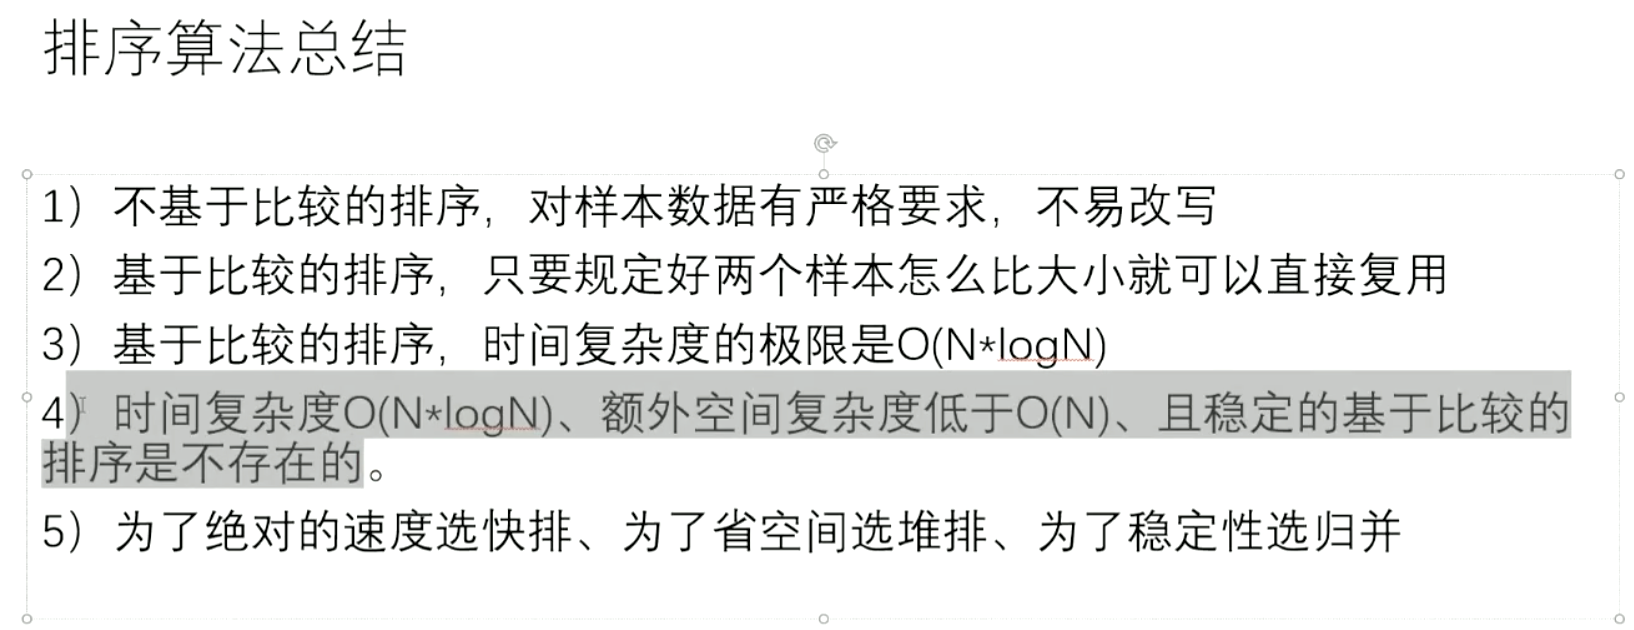 排序算法总结
1）不基于比较的排序，对样本数据有严格要求，不易改写
2）基于比较的排序，只要规定好两个样本怎么比大小就可以直接复用
3）基于比较的排序，时间复杂度的极限是O(N*logN)
4）时间复杂度O(N*logN)、额外空间复杂度低于O(N)、且稳定的基于比较的
排序是不存在的。
5）为了绝对的速度选快排、为了省空间选堆排、为了稳定性选归并